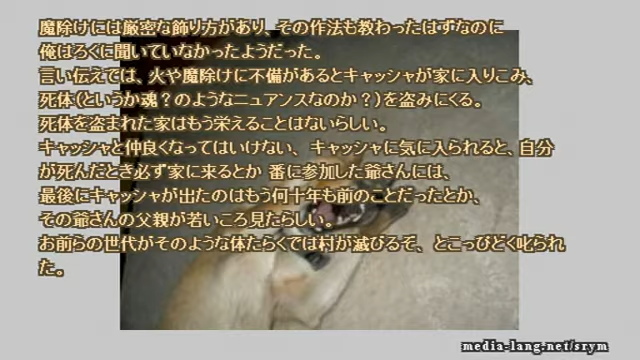 魔除けには厳密な飾り方があり、その作法も教わったはずなのに
俺はろくに聞いていなかったようだった。
言い伝えでは、火や魔除けに不備があるとキャッシャが家に入りこみ、
死体（というか魂？のようなニュアンスなのか？）を盗みにくる。
死体を盗まれた家はもう栄えることはないらしい。
キャッシャと仲良くなってはいけない、 キャッシャに気に入られると、自分
が死んだとき必ず家に来るとか 番に参加した爺さんには、
最後にキャッシャが出たのはもう何十年も前のことだったとか、
その爺さんの父親が若いころ見たらしい。
お前らの世代がそのような体たらくでは村が滅びるぞ、とこっぴどく叱られ
た。
media-lang.net/srym